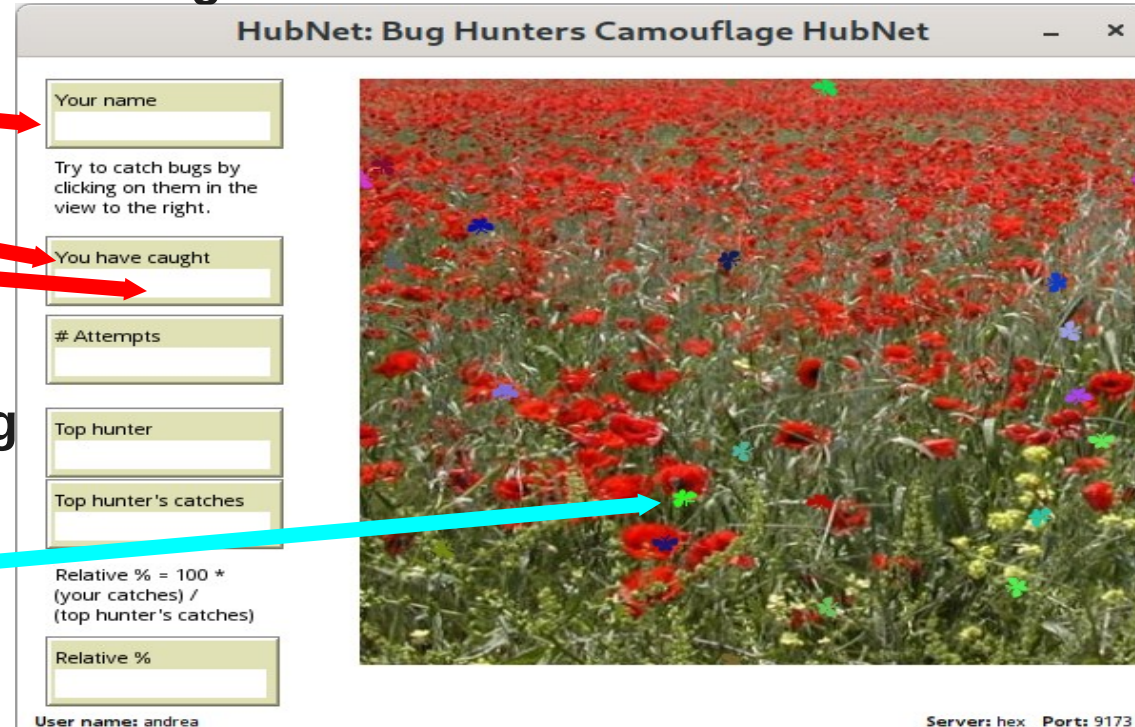 g
HubNet: Bug Hunters Camouflage HubNet
Your name
Try to catch bugs by
clicking on them in the
view to the right.
You have caught
# Attempts
g
Top hunter
Top hunter's catches
Relative % = 100 *
(your catches) /
(top hunter's catches)
Relative %
User name: andrea
Server: hex Port: 9173